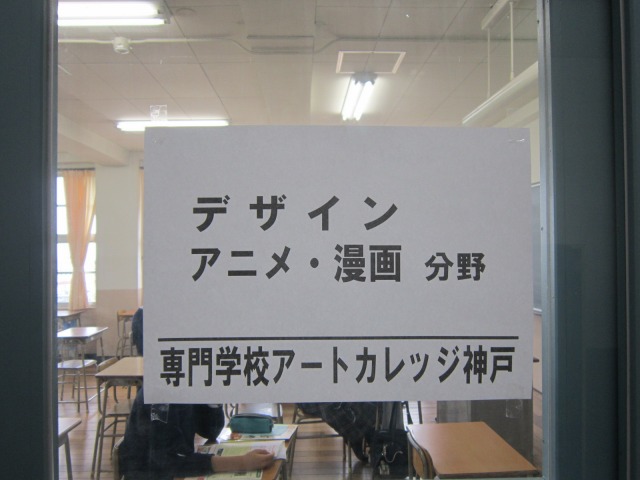 デザイン
アニメ・漫画 分野
専門学校アートカレッジ神戸